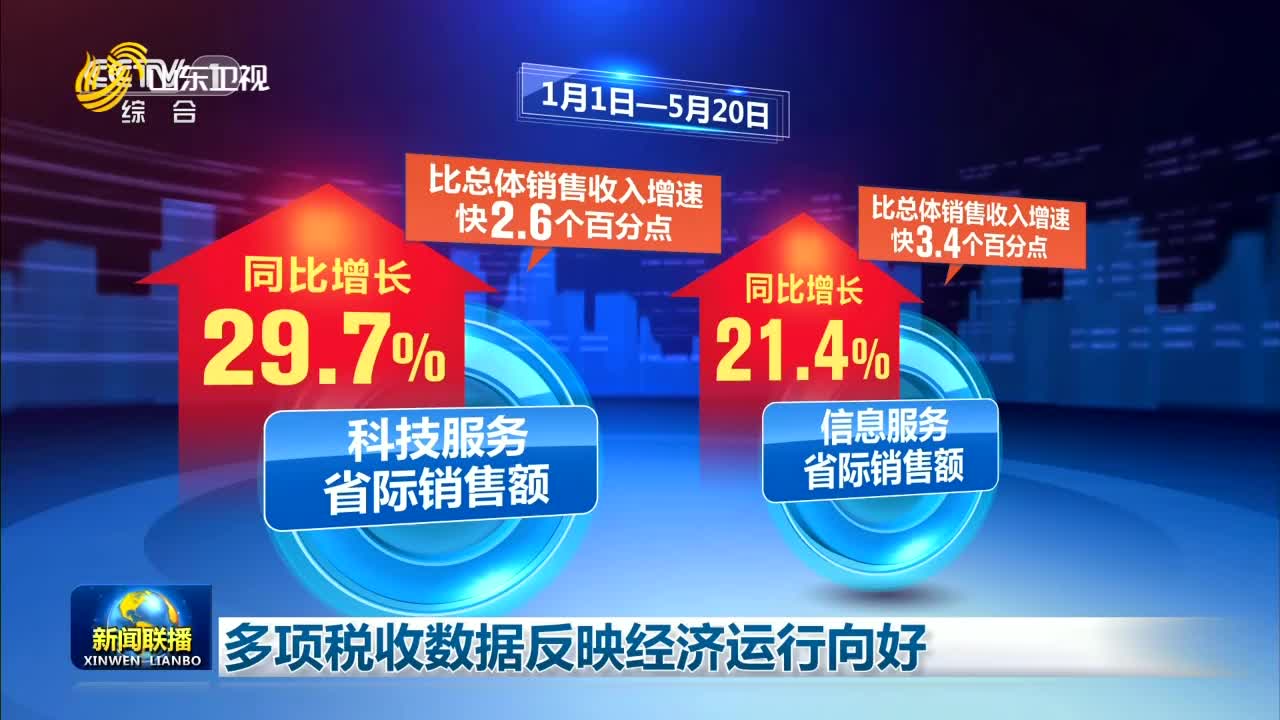 山东卫视
综合
1月1日—5月20日
比总体销售收入增速
快2.6个百分点
同比增长
29.7%
科技服务
省际销售额
比总体销售收入增速
快3.4个百分点
同比增长
21.4%
信息服务
省际销售额
新闻联播
XINWEN LIANBO
多项税收数据反映经济运行向好